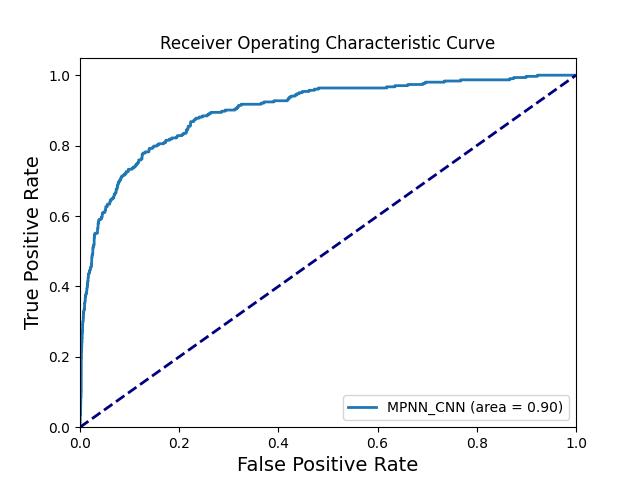 Receiver Operating Characteristic Curve
1.0
0.8
0.6
0.4
0.2
0.0
True Positive Rate
MPNN_CNN (area = 0.90)
0.0 0.2 0.4 0.6 0.8 1.0
False Positive Rate